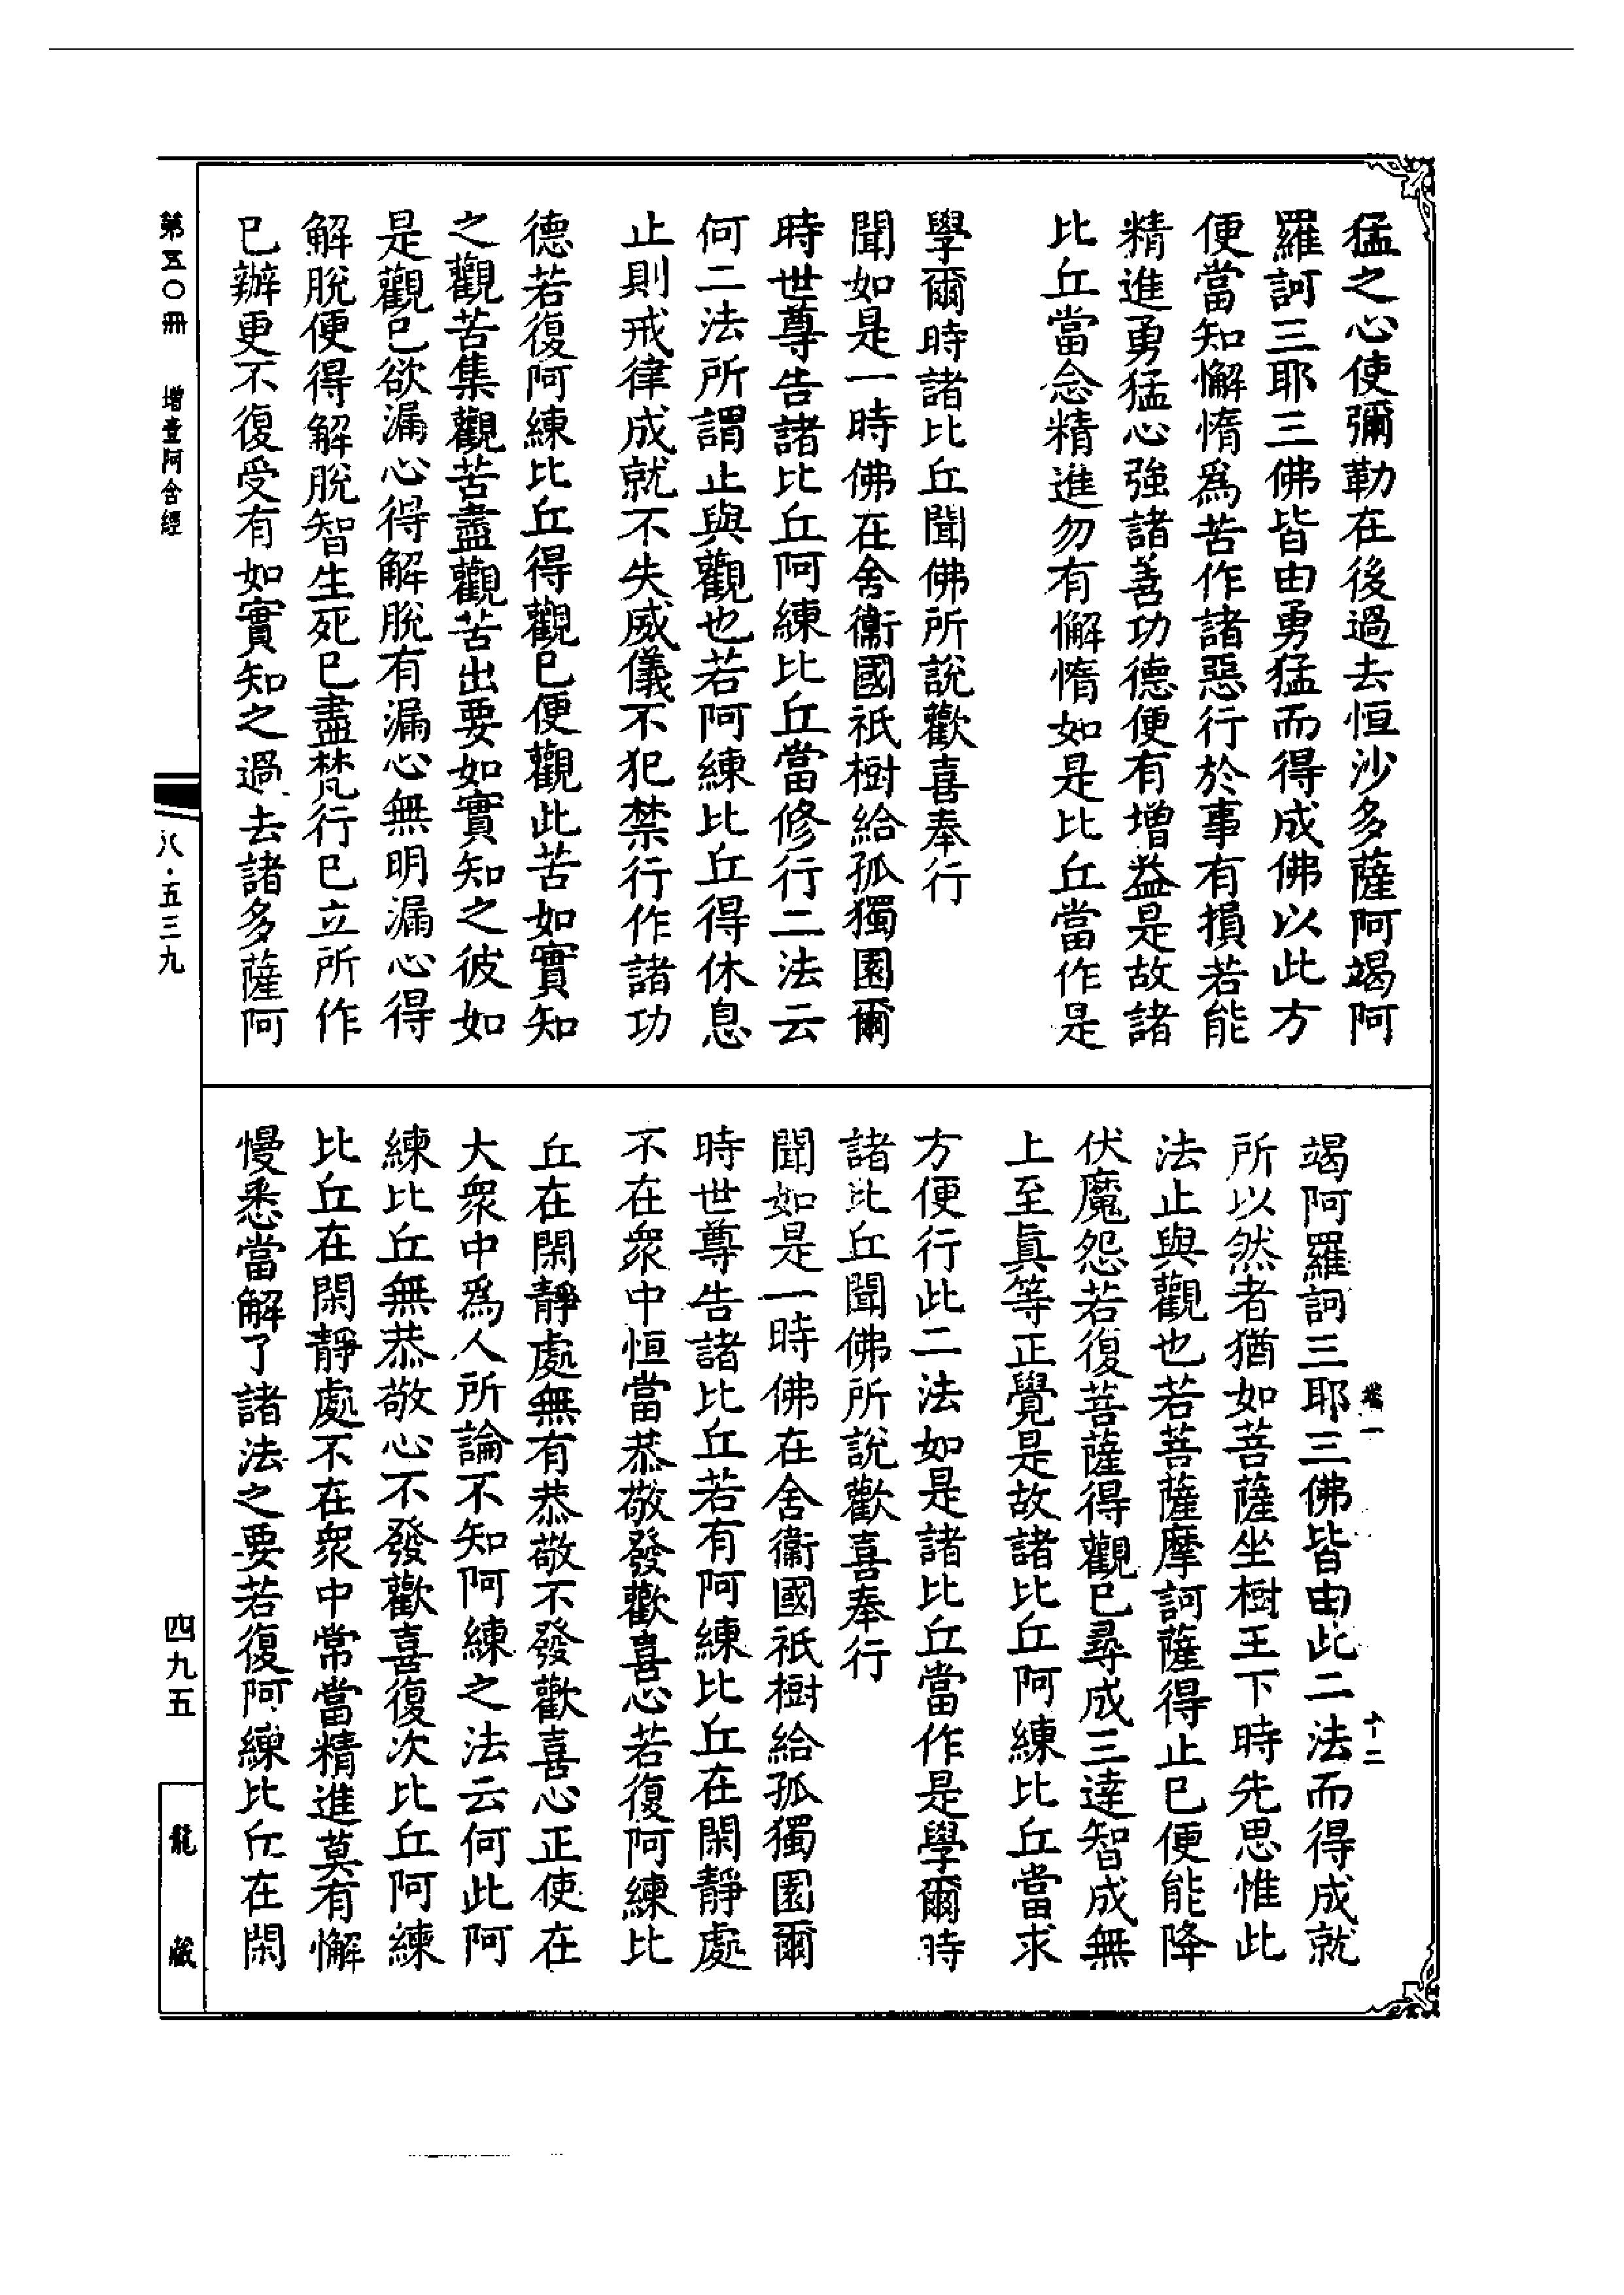 猛之心使彌勒在後過去恒沙多薩阿竭阿
羅訶三耶三佛皆由勇猛而得成佛以此方
便當知懈惰爲苦作諸惡行於事有損若能
精進勇猛心強諸善功德便有增益是故諸
比丘當念精進勿有懈惰如是比丘當作是
學爾時諸比丘聞佛所說歡喜奉行
聞如是一時佛在舍衞國祇樹給孤獨園爾
時世尊告諸比丘阿練比丘當修行二法云
何二法所謂止與觀也若阿練比丘得休息
止則戒律成就不失威儀不犯禁行作諸功
德若復阿練比丘得觀已便觀此苦如實知
之觀苦集觀苦盡觀苦出要如實知之彼如
是觀已欲漏心得解脫有漏心無明漏心得
解脫便得解脫智生死已盡梵行已立所作
已辦更不復受有如實知之過去諸多薩阿
竭阿羅訶三耶三佛皆由此二法而得成就
所以然者猶如菩薩坐樹王下時先思惟此
法止與觀也若菩薩摩訶薩得止已便能降
伏魔怨若復菩薩得觀已尋成三達智成無
上至眞等正覺是故諸比丘阿練比丘當求
方便行此二法如是諸比丘當作是學爾時
諸比丘聞佛所說歡喜奉行
聞如是一時佛在舍衞國祇樹給孤獨園爾
時世尊告諸比丘若有阿練比丘在閑靜處
不在衆中恒當恭敬發歡喜心若復阿練比
丘在閑靜處無有恭敬不發歡喜心正使在
大衆中爲人所論不知阿練之法云何此阿
練比丘無恭敬心不發歡喜復次比丘阿練
比丘在閑靜處不在衆中常當精進莫有懈
慢悉當解了諸法之要若復阿練比丘在閑
卷一
十二
第五〇冊 增壹阿含經
八·五三九
四九五
龍藏